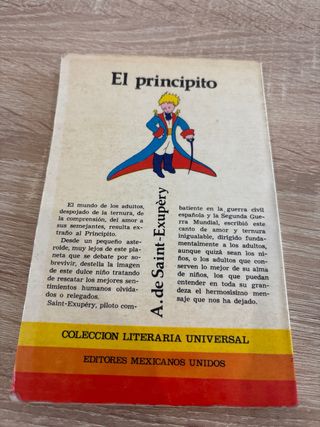 El principito
El mundo de los adultos,
despojado de la ternura, de
la comprensión, del amor a
sus semejantes, resulta ex-
traño al Principito.
Desde un pequeño aste-
roide, muy lejos de este pla-
neta que se debate por so-
brevivir, destella la imagen
de este dulce niño tratando
de rescatar los mejores sen-
timientos humanos olvida-
dos o relegados.
Saint-Exupéry, piloto com-
A. de Saint-Exupéry
batiente en la guerra civil
española y la Segunda Gue-
rra Mundial, escribió este
canto de amor y ternura
inigualable, dirigido funda-
mentalmente a los adultos,
aunque quizá sean los ni-
ños, o los adultos que con-
serven lo mejor de su alma
de niños, los que puedan
entender en toda su gran-
deza el hermosísimo men-
saje que nos ha dejado.
COLECCION LITERARIA UNIVERSAL
EDITORES MEXICANOS UNIDOS